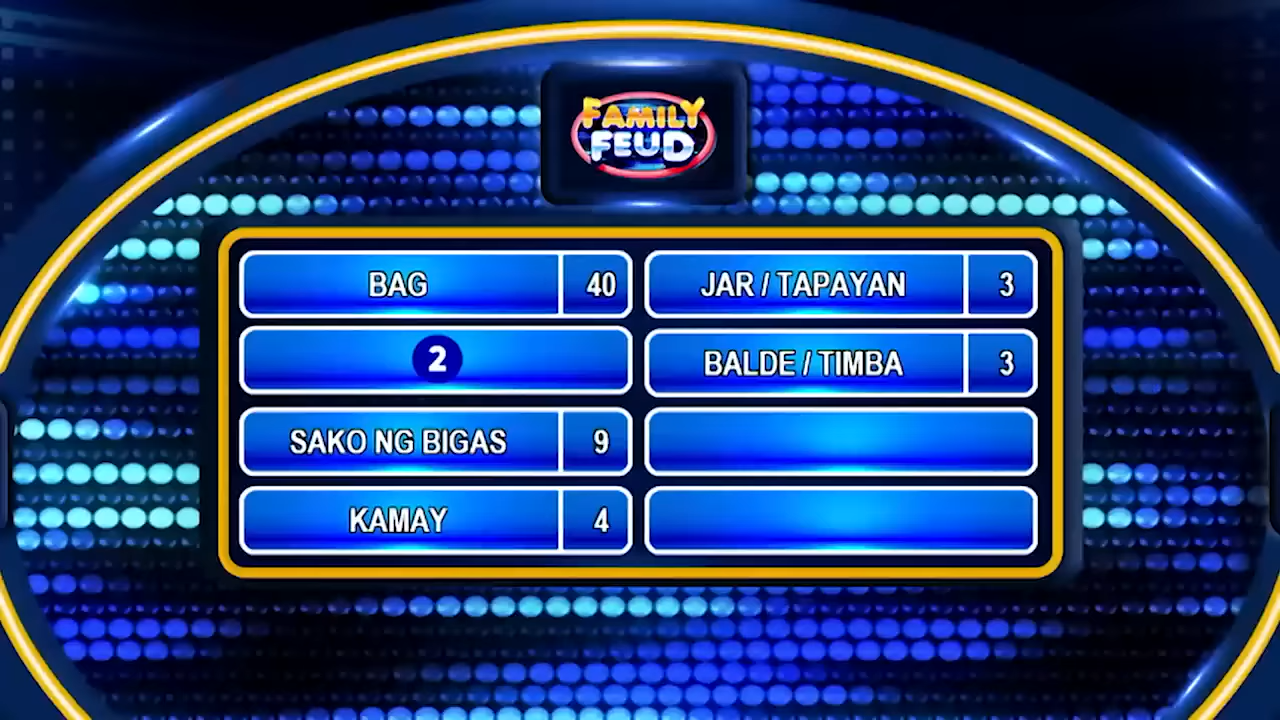 FAMILY
FEUD
BAG 40
2
SAKO NG BIGAS 9
KAMAY 4
JAR / TAPAYAN 3
BALDE / TIMBA 3